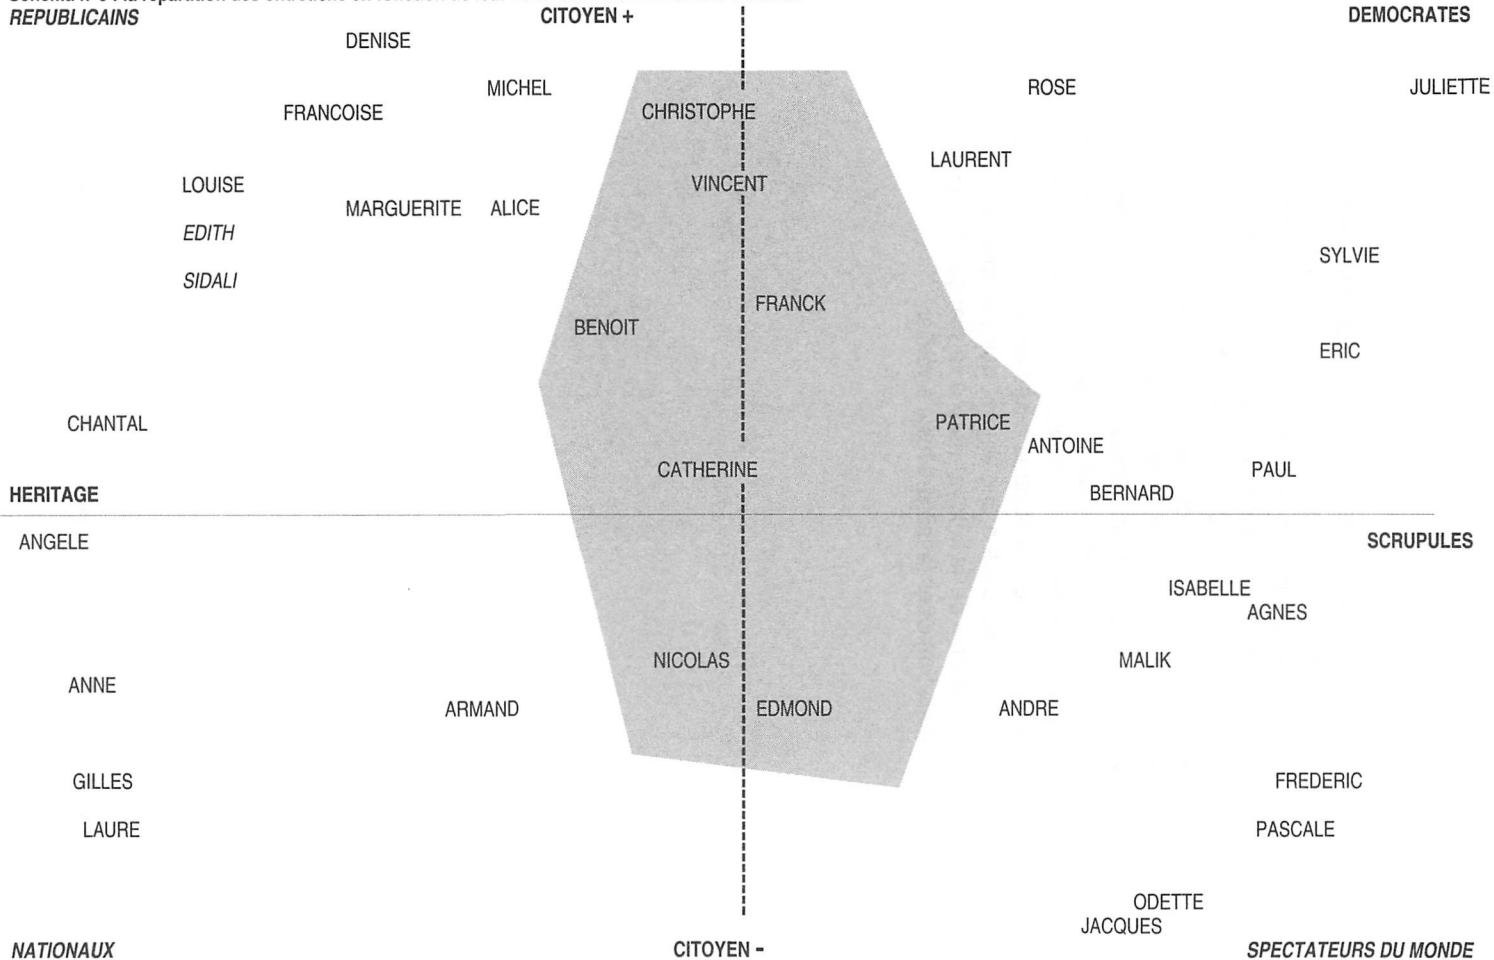 REPUBLICAINS
CITOYEN +
DEMOCRATES
DENISE
MICHEL
ROSE
JULIETTE
FRANCOISE
CHRISTOPHE
LAURENT
LOUISE
VINCENT
MARGUERITE
ALICE
EDITH
SYLVIE
SIDALI
FRANCK
BENOIT
ERIC
CHANTAL
PATRICE
ANTOINE
CATHERINE
PAUL
HERITAGE
BERNARD
ANGELE
SCRUPULES
ISABELLE
AGNES
NICOLAS
MALIK
ANNE
ARMAND
EDMOND
ANDRE
GILLES
FREDERIC
LAURE
PASCALE
ODETTE
JACQUES
NATIONAUX
CITOYEN -
SPECTATEURS DU MONDE